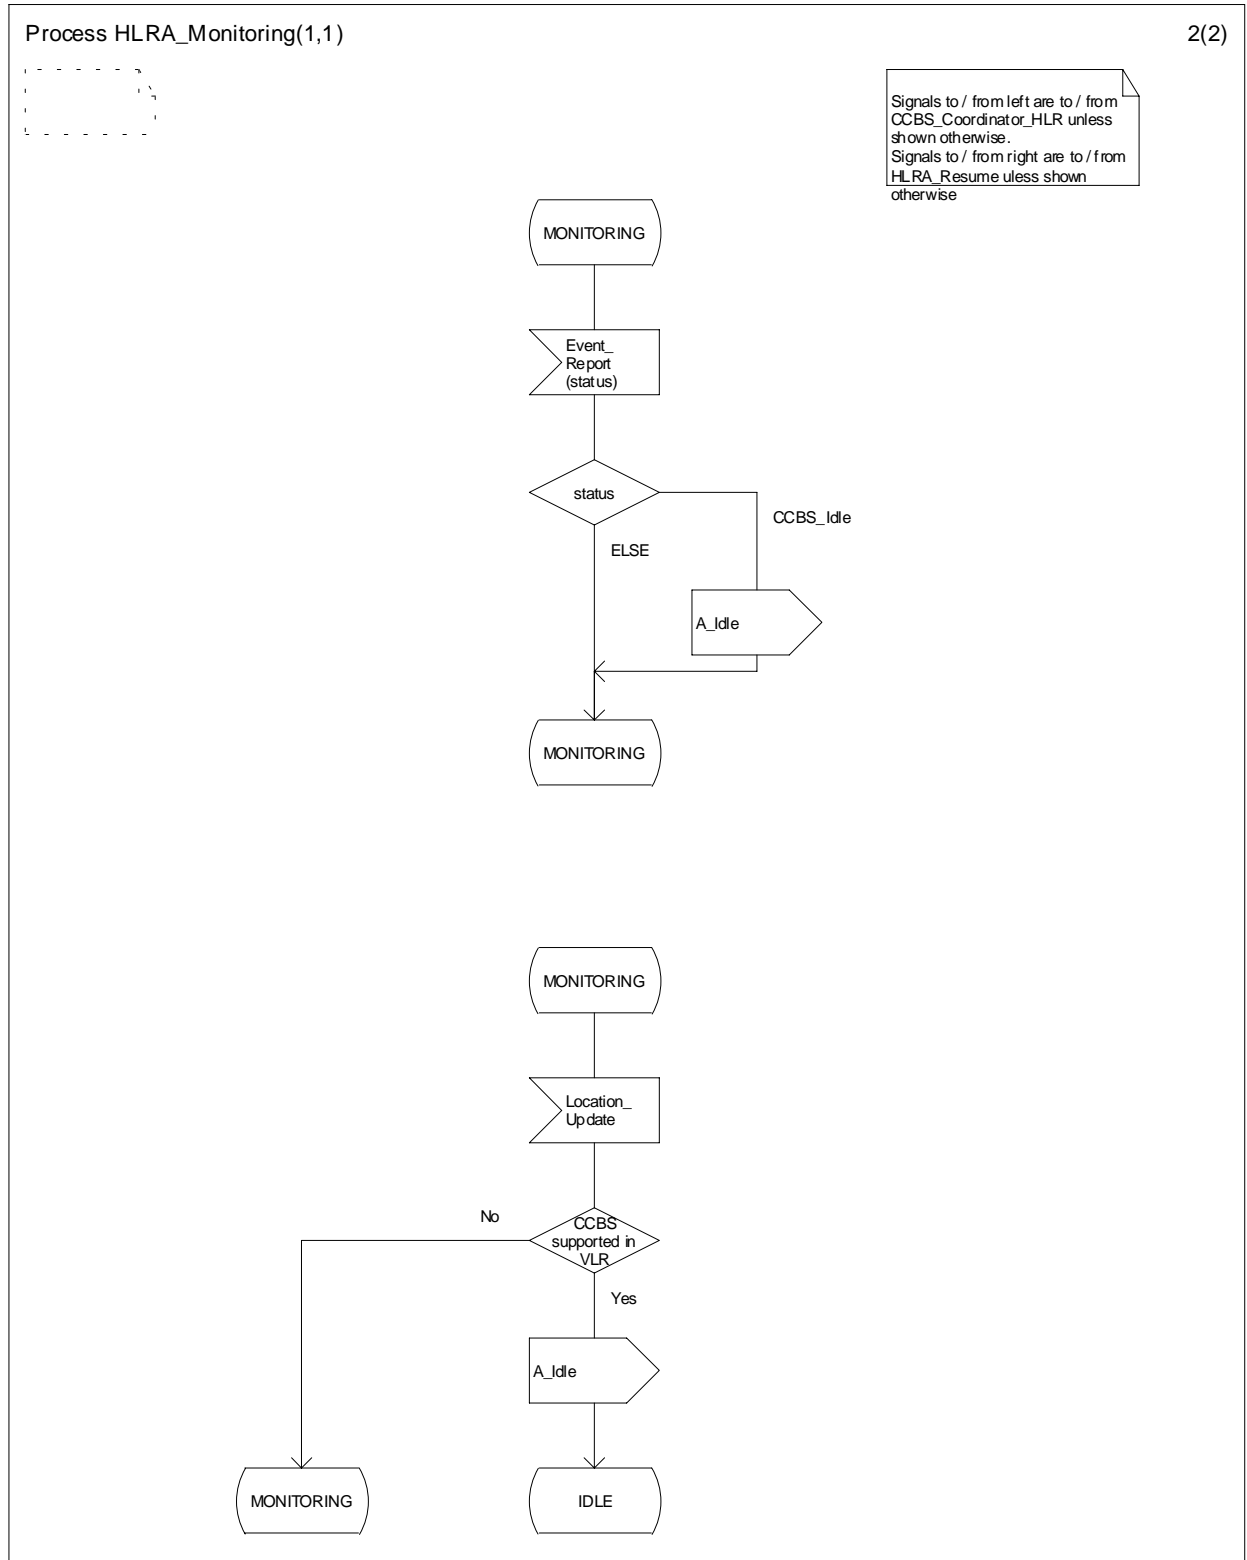 Process HLRA_Monitoring(1,1)
2(2)
Signals to / from left are to / from
CCBS_Coordinator_HLR unless
shown otherwise.
Signals to / from right are to / from
HLRA_Resume uless shown
otherwise
MONITORING
Event_
Report
(status)
status
CCBS_Idle
ELSE
A_Idle
MONITORING
MONITORING
Location_
Update
No
CCBS
supported in
VLR
Yes
A_Idle
MONITORING
IDLE